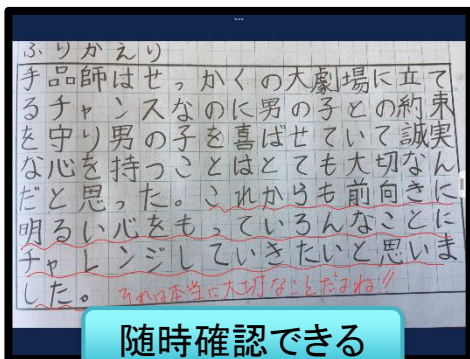 ふりかえり
手品師はせっかくの大劇場に立て
るチャンスなのに男の子との約東
を守り男の子を喜ばせていて誠実
な心を持つことはとても大切なん
だと思った。これからも前向きに
明るい心をもっていろんなことに
チャレンジしていきたいと思いま
した。それは本当に大切なことだよね!!
随時確認できる